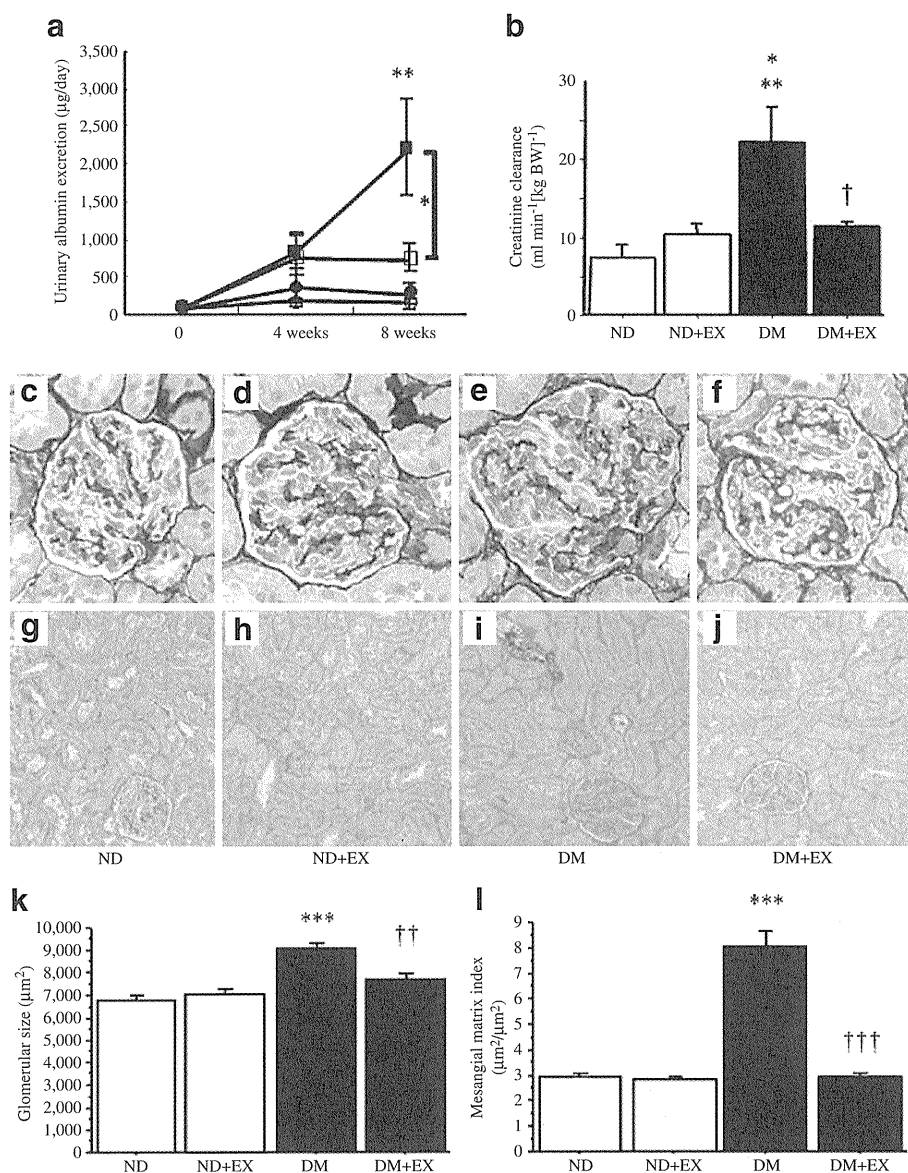 a
Urinary albumin excretion (μg/day)
3,500
3,000
2,500
2,000
1,500
1,000
500
0
0
4 weeks
8 weeks
**
*
b
Creatinine clearance
(ml min⁻¹[kg BW]⁻¹)
30
20
10
0
*
**
†
ND
ND+EX
DM
DM+EX
c
d
e
f
g
h
i
j
ND
ND+EX
DM
DM+EX
k
Glomerular size (μm²)
10,000
9,000
8,000
7,000
6,000
5,000
4,000
3,000
2,000
1,000
0
***
††
ND
ND+EX
DM
DM+EX
l
Mesangial matrix index
(μm²/μm²)
9
8
7
6
5
4
3
2
1
0
***
†††
ND
ND+EX
DM
DM+EX